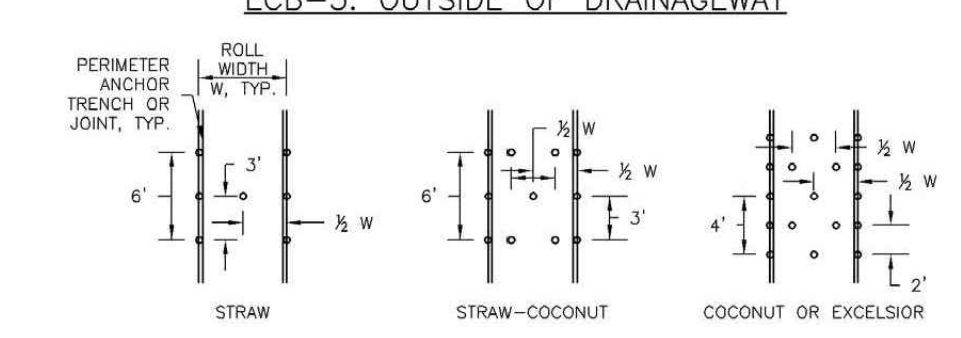 ECB-3. OUTSIDE OF DRAINAGEWAY
PERIMETER
ANCHOR
TRENCH OR
JOINT, TYP.
ROLL
WIDTH
W, TYP.
6'
3'
½ W
STRAW
6'
½ W
½ W
3'
STRAW-COCONUT
4'
½ W
½ W
2'
COCONUT OR EXCELSIOR